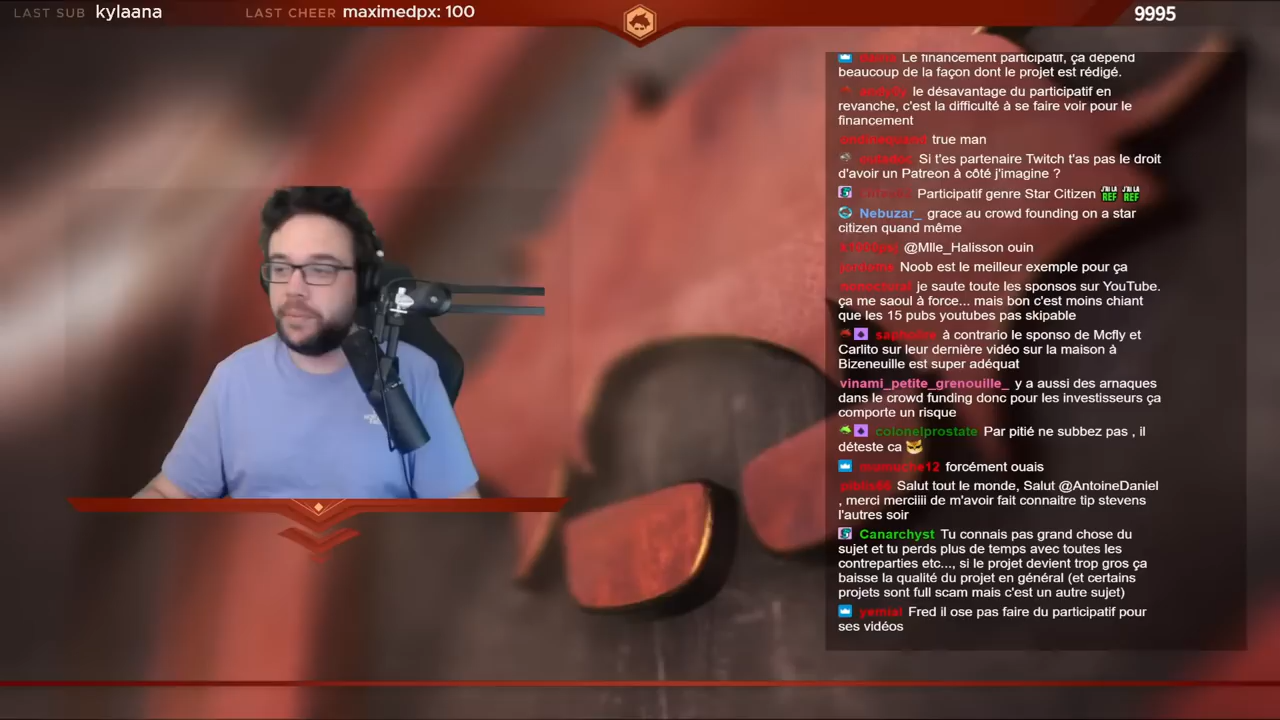 LAST SUB kylaana LAST CHEER maximedpx: 100 9995
Le financement participatif, ça dépend
beaucoup de la façon dont le projet est rédigé.
le désavantage du participatif en
revanche, c'est la difficulté à se faire voir pour le
financement
true man
Si t'es partenaire Twitch t'as pas le droit
d'avoir un Patreon à côté j'imagine ?
Participatif genre Star Citizen
Nebuzar_ grace au crowd founding on a star
citizen quand même
@Mlle_Halisson ouin
Noob est le meilleur exemple pour ça
je saute toute les sponsos sur YouTube.
ça me saoul à force... mais bon c'est moins chiant
que les 15 pubs youtubes pas skipable
à contrario le sponso de Mcfly et
Carlito sur leur dernière vidéo sur la maison à
Bizeneuille est super adéquat
vinami_petite_grenouille_ y a aussi des arnaques
dans le crowd funding donc pour les investisseurs ça
comporte un risque
colonelprostate Par pitié ne subbez pas , il
déteste ca
mumuche12 forcément ouais
Salut tout le monde, Salut @AntoineDaniel
, merci merciii de m'avoir fait connaitre tip stevens
l'autres soir
Canarchyst Tu connais pas grand chose du
sujet et tu perds plus de temps avec toutes les
contreparties etc..., si le projet devient trop gros ça
baisse la qualité du projet en général (et certains
projets sont full scam mais c'est un autre sujet)
Fred il ose pas faire du participatif pour
ses vidéos